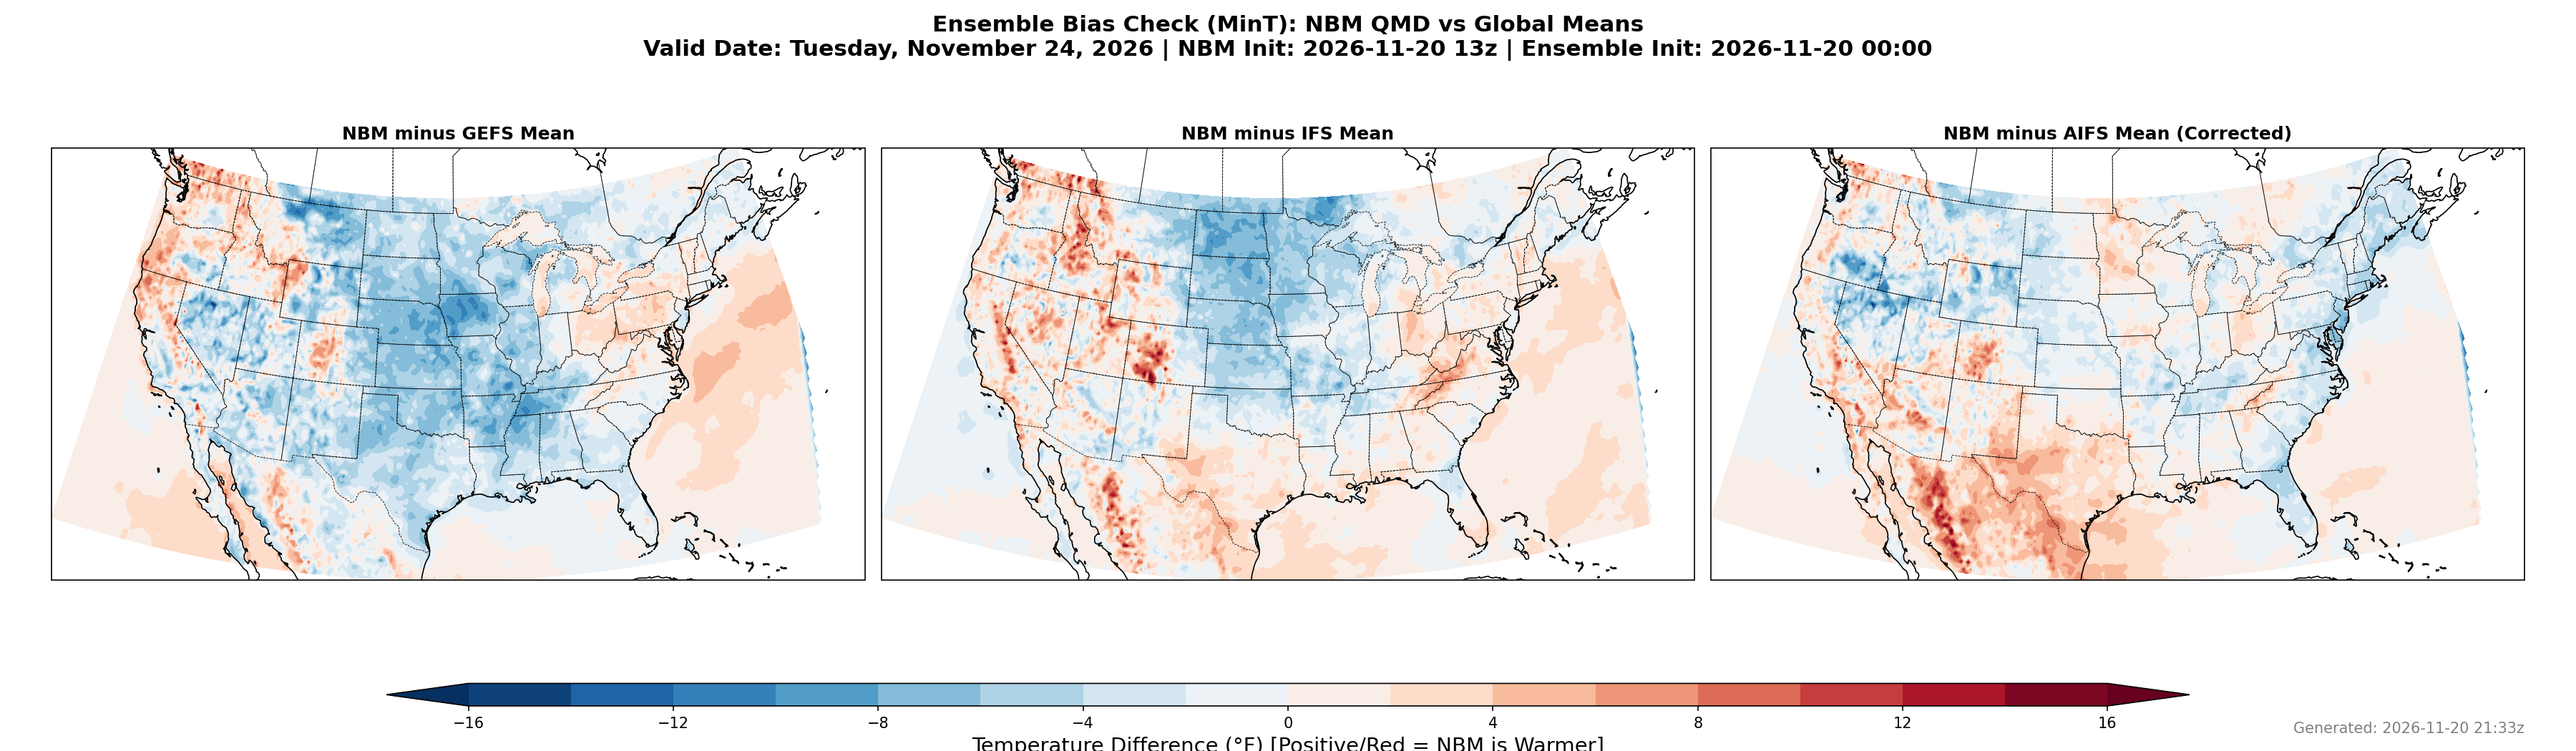 Ensemble Bias Check (MinT): NBM QMD vs Global Means
Valid Date: Tuesday, November 24, 2026 | NBM Init: 2026-11-20 13z | Ensemble Init: 2026-11-20 00:00
NBM minus GEFS Mean
NBM minus IFS Mean
NBM minus AIFS Mean (Corrected)
−16 −12 −8 −4 0 4 8 12 16
Generated: 2026-11-20 21:33z
Temperature Difference (°F) [Positive/Red = NBM is Warmer]